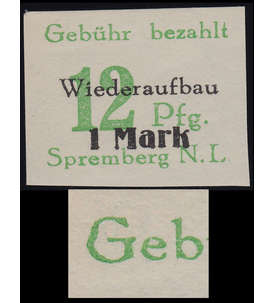 Gebühr bezahlt
Wiederaufbau
12 Pfg.
1 Mark
Spremberg N.L
Geb